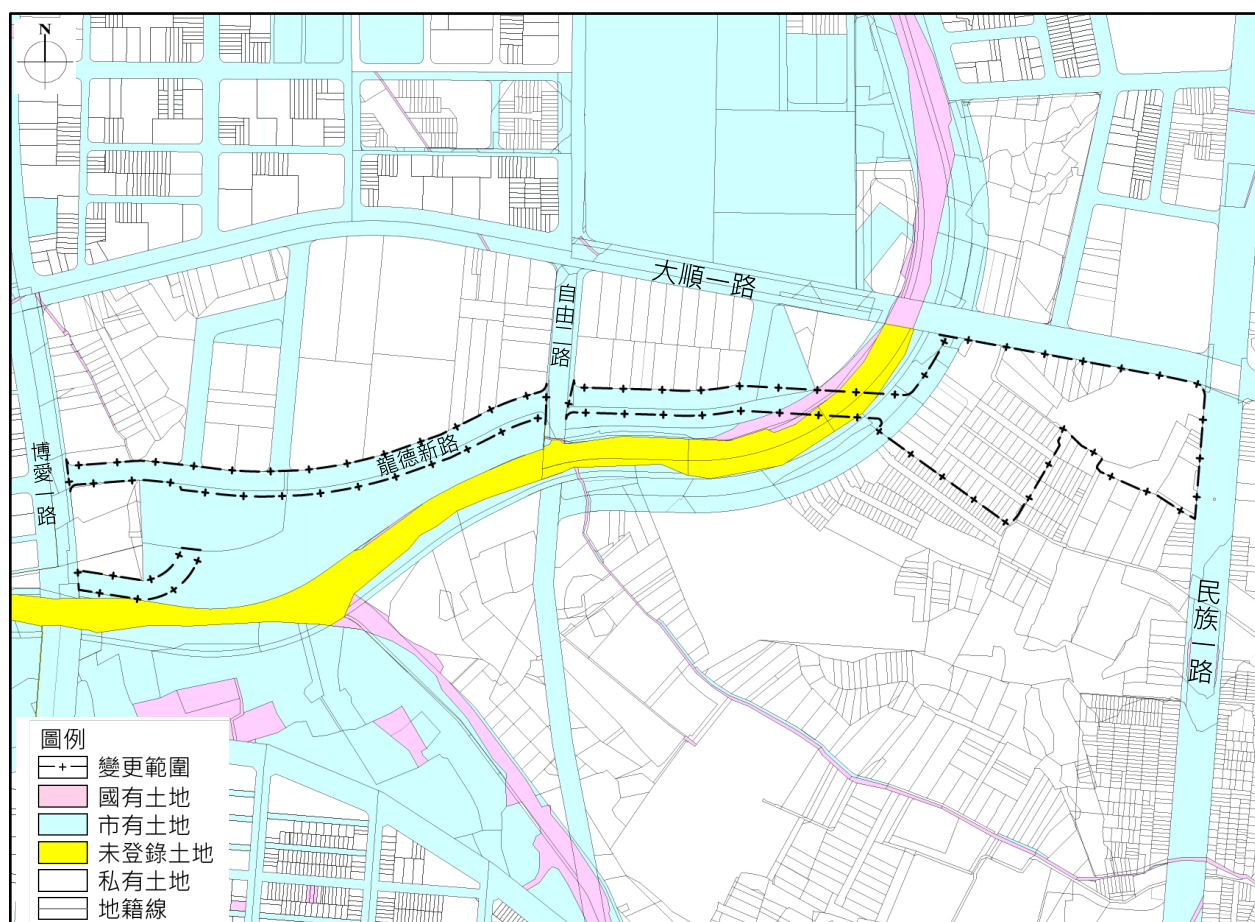 N
大順一路
自由二路
龍德新路
博愛一路
民族一路
圖例
變更範圍
國有土地
市有土地
未登錄土地
私有土地
地籍線